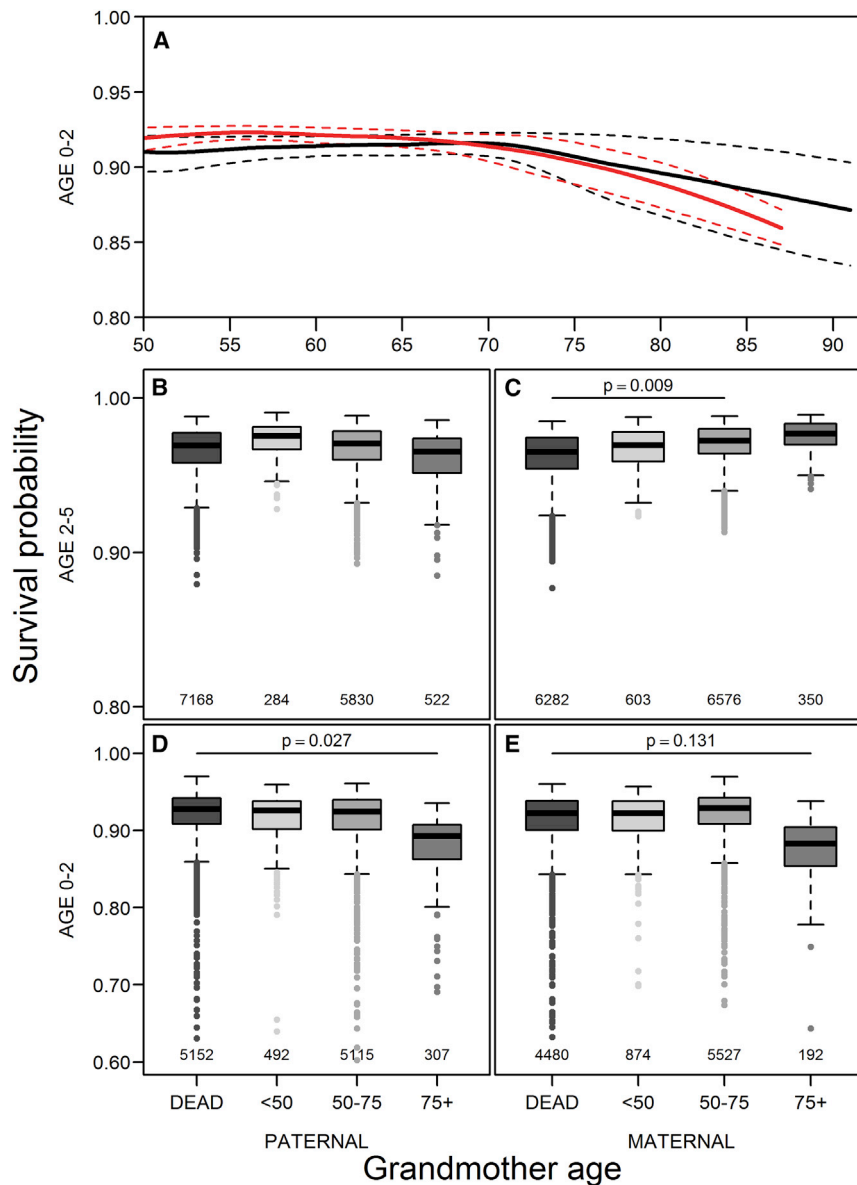 A
1.00
0.95
0.90
0.85
0.80
AGE 0-2
50 55 60 65 70 75 80 85 90
Survival probability
B
C
p = 0.009
1.00
0.90
0.80
AGE 2-5
7168 284 5830 522
6282 603 6576 350
D
p = 0.027
E
p = 0.131
1.00
0.90
0.80
0.70
0.60
AGE 0-2
5152 492 5115 307
4480 874 5527 192
DEAD <50 50-75 75+
DEAD <50 50-75 75+
PATERNAL
MATERNAL
Grandmother age